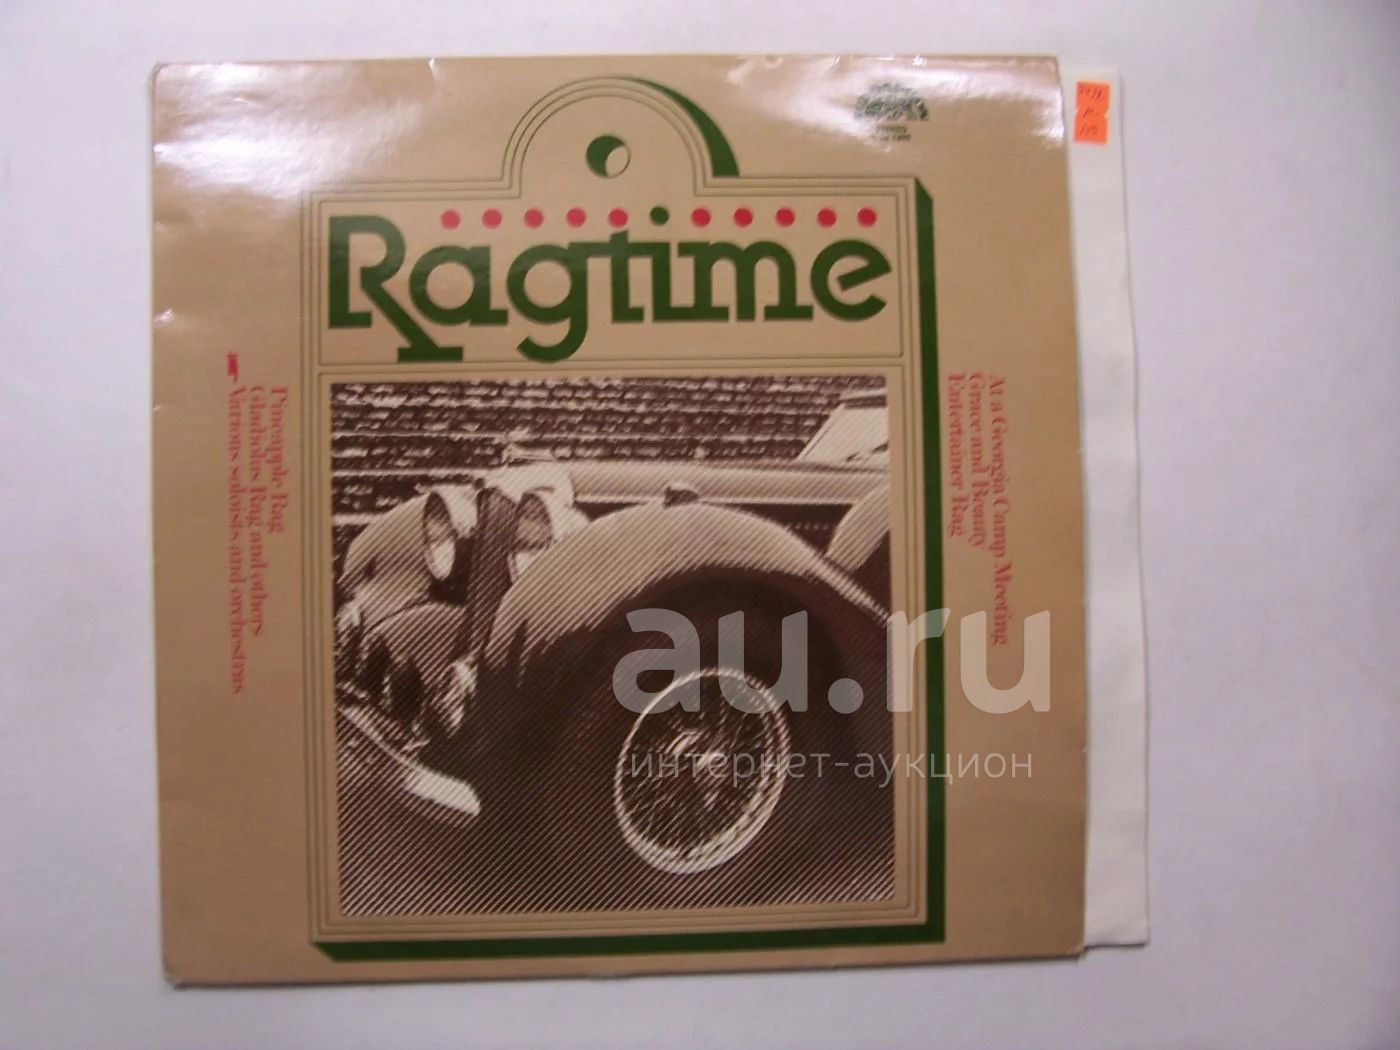 STEREO
Ragtime
At a Georgia Camp Meeting
Grace and Beauty
Entertainer Rag
Pineapple Rag
Gladiolus Rag and others
Various soloists and orchestras
au.ru
интернет-аукцион